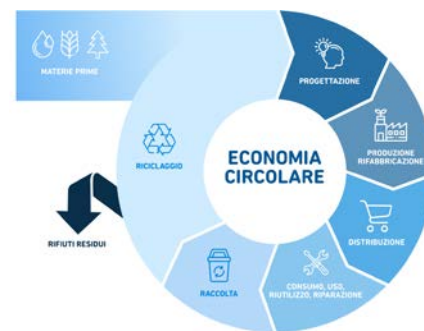 MATERIE PRIME
PROGETTAZIONE
PRODUZIONE
RIFABBRICAZIONE
ECONOMIA
CIRCOLARE
RICICLAGGIO
DISTRIBUZIONE
RIFIUTI RESIDUI
CONSUMO, USO,
RIUTILIZZO, RIPARAZIONE
RACCOLTA